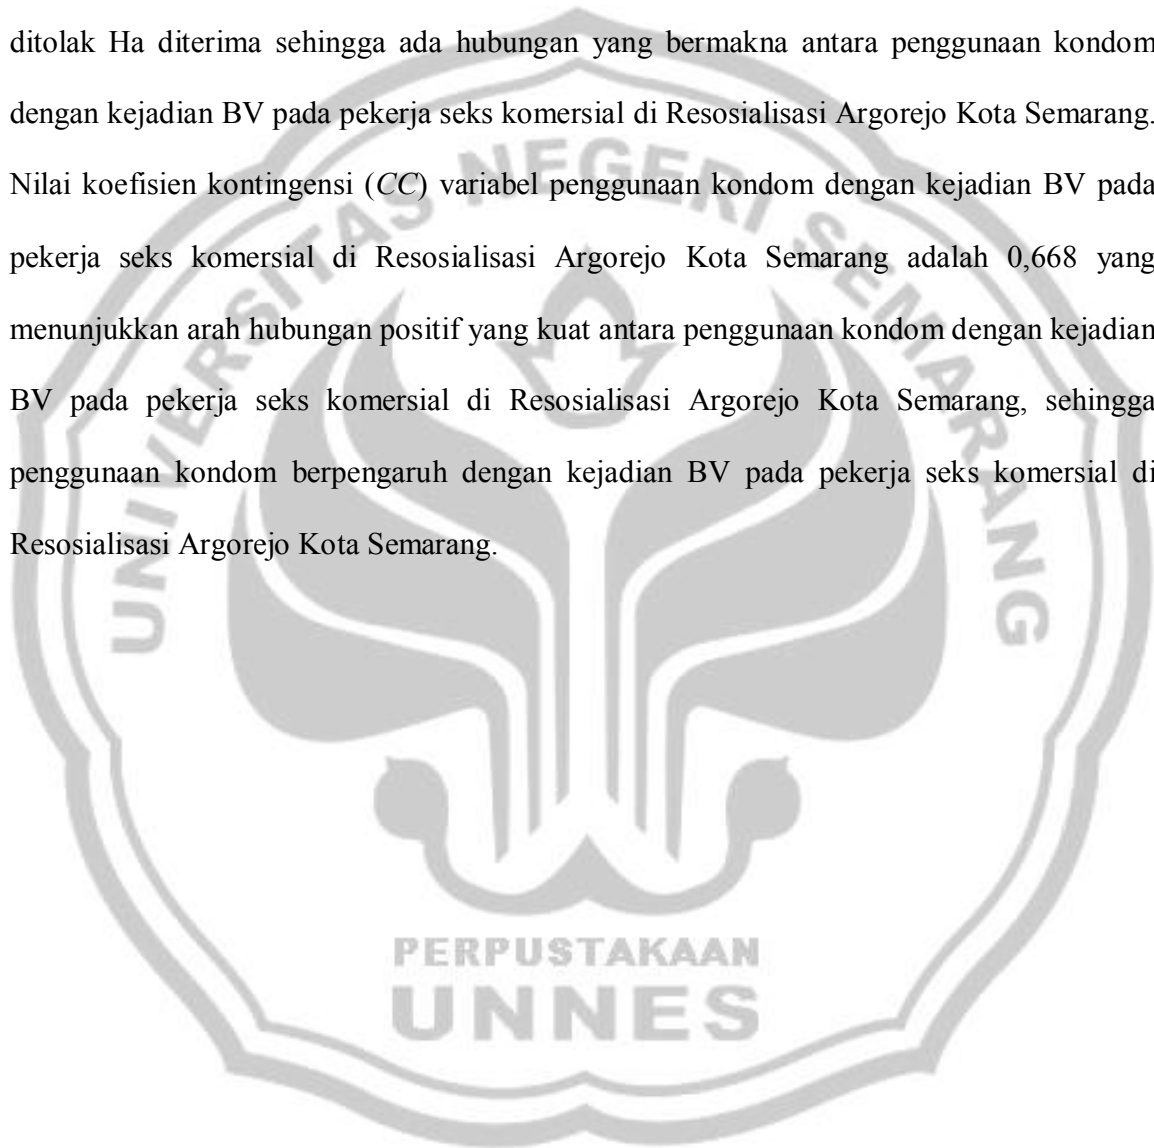 ditolak Ha diterima sehingga ada hubungan yang bermakna antara penggunaan kondom
dengan kejadian BV pada pekerja seks komersial di Resosialisasi Argorejo Kota Semarang.
Nilai koefisien kontingensi (CC) variabel penggunaan kondom dengan kejadian BV pada
pekerja seks komersial di Resosialisasi Argorejo Kota Semarang adalah 0,668 yang
menunjukkan arah hubungan positif yang kuat antara penggunaan kondom dengan kejadian
BV pada pekerja seks komersial di Resosialisasi Argorejo Kota Semarang, sehingga
penggunaan kondom berpengaruh dengan kejadian BV pada pekerja seks komersial di
Resosialisasi Argorejo Kota Semarang.
UNIVERSITAS NEGERI SEMARANG
PERPUSTAKAAN
UNNES